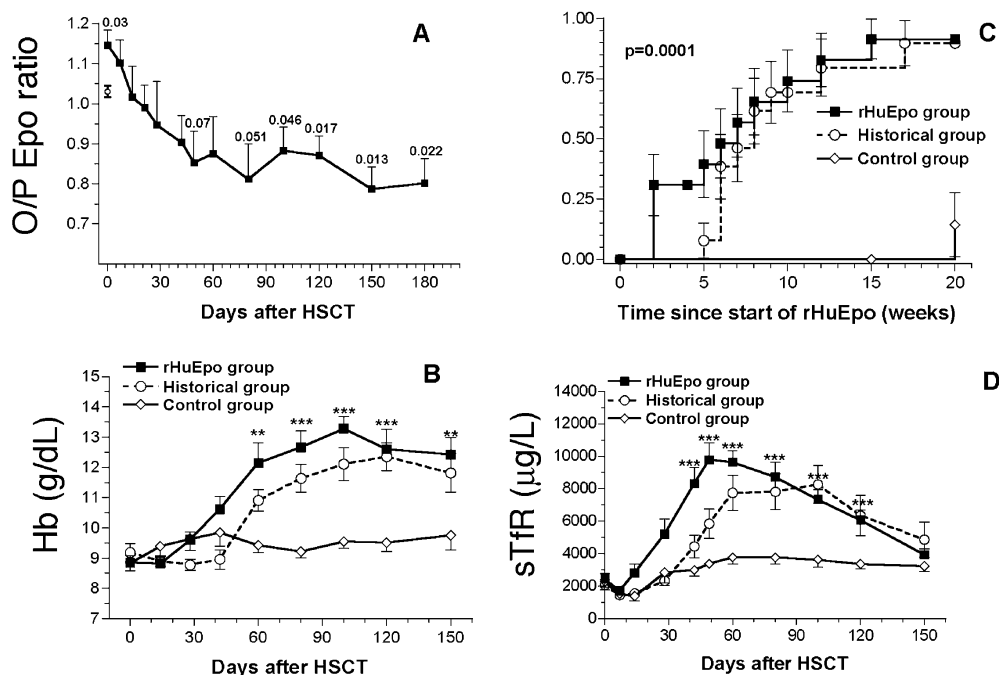 A
O/P Epo ratio
1.2
1.1
1.0
0.9
0.8
0.7
0.03
0.07
0.051
0.046
0.017
0.013
0.022
0 30 60 90 120 150 180
Days after HSCT
C
p=0.0001
1.00
0.75
0.50
0.25
0.00
rHuEpo group
Historical group
Control group
0 5 10 15 20
Time since start of rHuEpo (weeks)
B
rHuEpo group
Historical group
Control group
Hb (g/dL)
15
14
13
12
11
10
9
8
7
** *** *** *** **
0 30 60 90 120 150
Days after HSCT
D
rHuEpo group
Historical group
Control group
sTfR (µg/L)
14000
12000
10000
8000
6000
4000
2000
0
*** *** *** *** *** ***
0 30 60 90 120 150
Days after HSCT